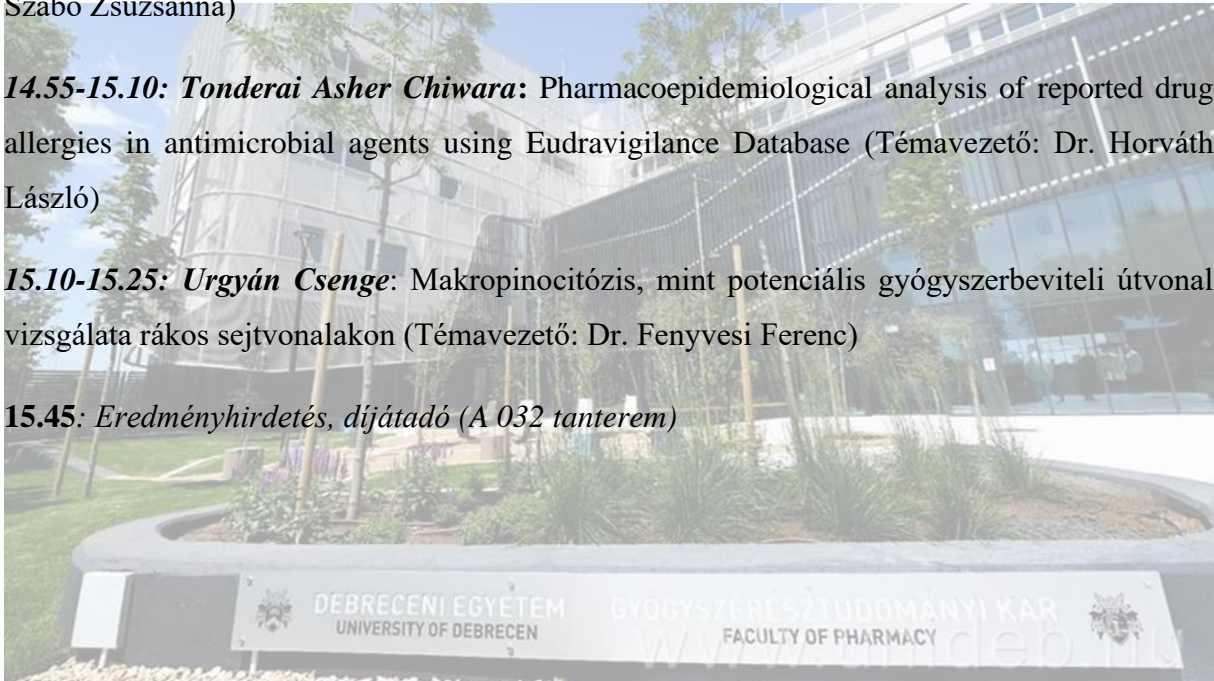 Szabó Zsuzsanna)
14.55-15.10: Tonderai Asher Chiwara: Pharmacoepidemiological analysis of reported drug
allergies in antimicrobial agents using Eudravigilance Database (Témavezető: Dr. Horváth
László)
15.10-15.25: Urgyán Csenge: Makropinocitózis, mint potenciális gyógyszerbeviteli útvonal
vizsgálata rákos sejtvonalakon (Témavezető: Dr. Fenyvesi Ferenc)
15.45: Eredményhirdetés, díjátadó (A 032 tanterem)
DEBRECENI EGYETEM GYÓGYSZERÉSZTUDOMÁNYI KAR
UNIVERSITY OF DEBRECEN FACULTY OF PHARMACY
www.unideb.hu